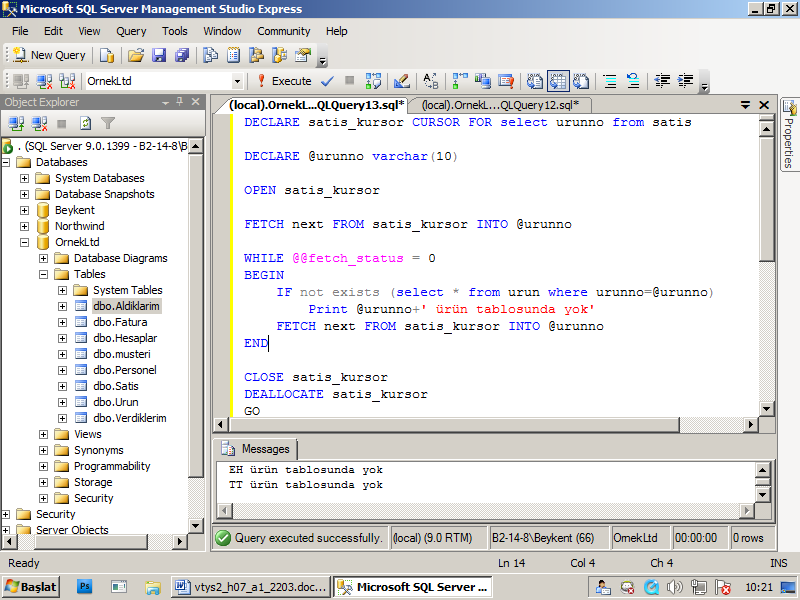 Microsoft SQL Server Management Studio Express
File Edit View Query Tools Window Community Help
New Query
OrnekLtd Execute
Object Explorer
(local).OrnekL...QLQuery13.sql* (local).OrnekL...QLQuery12.sql*
Properties
. (SQL Server 9.0.1399 - B2-14-8\B
Databases
System Databases
Database Snapshots
Beykent
Northwind
OrnekLtd
Database Diagrams
Tables
System Tables
dbo.Aldiklarim
dbo.Fatura
dbo.Hesaplar
dbo.musteri
dbo.Personel
dbo.Satis
dbo.Urun
dbo.Verdiklerim
Views
Synonyms
Programmability
Storage
Security
Security
Server Objects
DECLARE satis_kursor CURSOR FOR select urunno from satis
DECLARE @urunno varchar(10)
OPEN satis_kursor
FETCH next FROM satis_kursor INTO @urunno
WHILE @@fetch_status = 0
BEGIN
IF not exists (select * from urun where urunno=@urunno)
Print @urunno+' ürün tablosunda yok'
FETCH next FROM satis_kursor INTO @urunno
END
CLOSE satis_kursor
DEALLOCATE satis_kursor
GO
Messages
EH ürün tablosunda yok
TT ürün tablosunda yok
Query executed successfully. (local) (9.0 RTM) B2-14-8\Beykent (66) OrnekLtd 00:00:00 0 rows
Ready Ln 14 Col 4 Ch 4 INS
Başlat Ps vtys2_h07_a1_2203.doc... Microsoft SQL Server ... 10:21